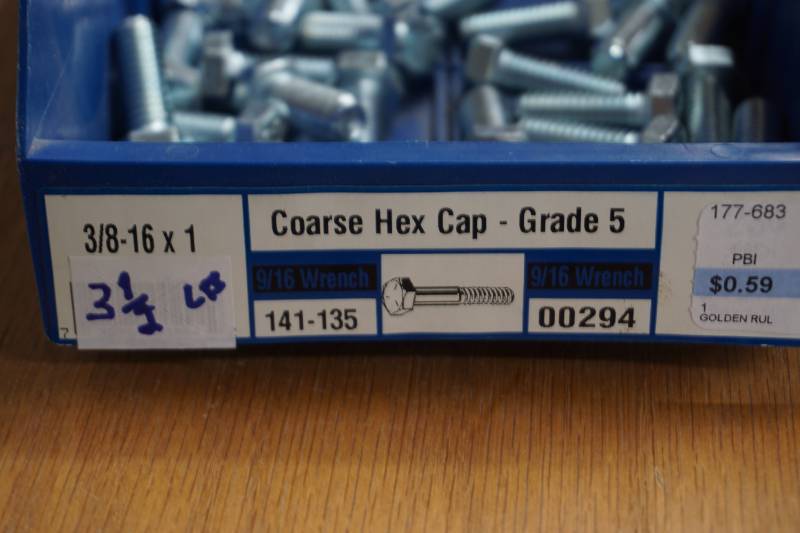 3/8-16 x 1
3 1/2 L#
7
Coarse Hex Cap - Grade 5
9/16 Wrench
141-135
9/16 Wrench
00294
177-683
PBI
$0.59
1
GOLDEN RUL